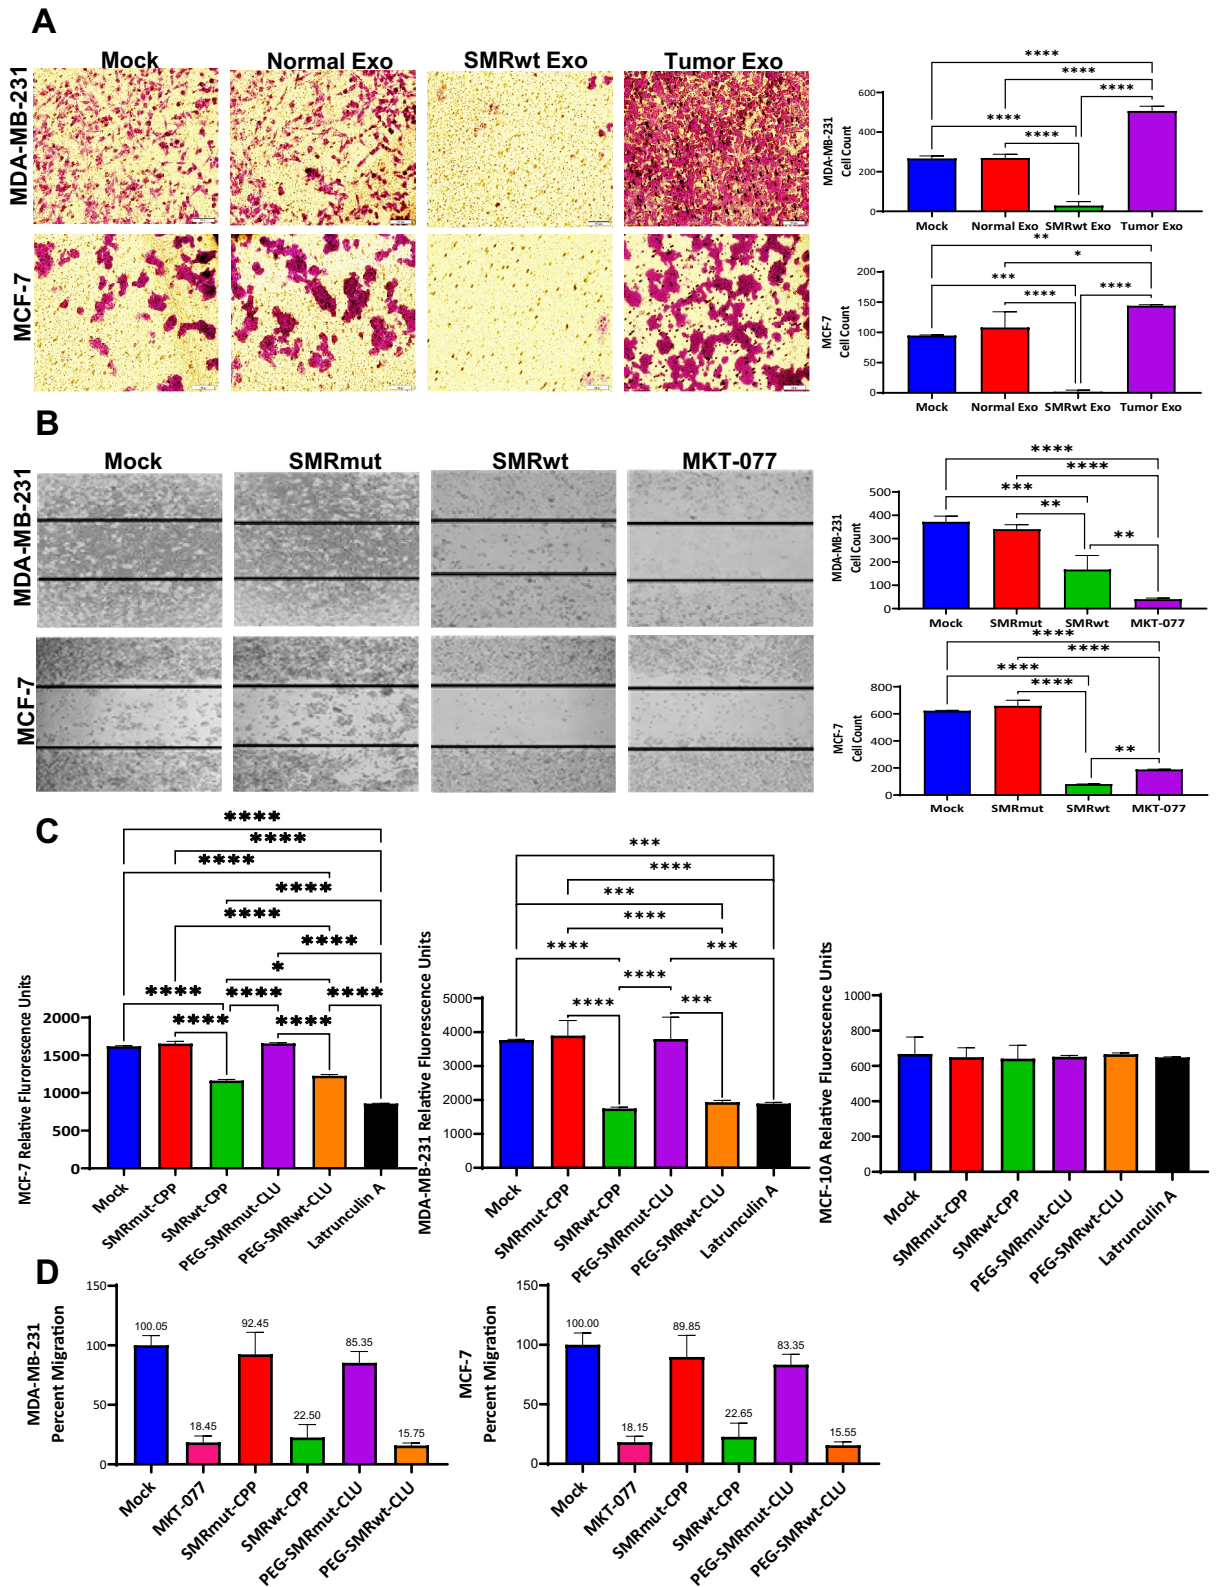 A
Mock
Normal Exo
SMRwt Exo
Tumor Exo
MDA-MB-231
MCF-7
****
****
****
****
****
MDA-MB-231
Cell Count
600
400
200
0
Mock
Normal Exo
SMRwt Exo
Tumor Exo
**
*
***
****
****
MCF-7
Cell Count
200
150
100
50
0
Mock
Normal Exo
SMRwt Exo
Tumor Exo
B
Mock
SMRmut
SMRwt
MKT-077
MDA-MB-231
MCF-7
****
****
***
**
**
MDA-MB-231
Cell Count
500
400
300
200
100
0
Mock
SMRmut
SMRwt
MKT-077
****
****
****
****
**
MCF-7
Cell Count
800
600
400
200
0
Mock
SMRmut
SMRwt
MKT-077
C
****
****
****
****
****
****
*
****
****
****
****
****
MCF-7 Relative Flurorescence Units
2000
1500
1000
500
0
Mock
SMRmut-CPP
SMRwt-CPP
PEG-SMRmut-CLU
PEG-SMRwt-CLU
Latrunculin A
***
****
***
****
****
***
****
****
***
MDA-MB-231 Relative Fluorescence Units
5000
4000
3000
2000
1000
0
Mock
SMRmut-CPP
SMRwt-CPP
PEG-SMRmut-CLU
PEG-SMRwt-CLU
Latrunculin A
MCF-10A Relative Fluorescence Units
1000
800
600
400
200
0
Mock
SMRmut-CPP
SMRwt-CPP
PEG-SMRmut-CLU
PEG-SMRwt-CLU
Latrunculin A
D
MDA-MB-231
Percent Migration
150
100
50
0
100.05
18.45
92.45
22.50
85.35
15.75
Mock
MKT-077
SMRmut-CPP
SMRwt-CPP
PEG-SMRmut-CLU
PEG-SMRwt-CLU
MCF-7
Percent Migration
150
100
50
0
100.00
18.15
89.85
22.65
83.35
15.55
Mock
MKT-077
SMRmut-CPP
SMRwt-CPP
PEG-SMRmut-CLU
PEG-SMRwt-CLU